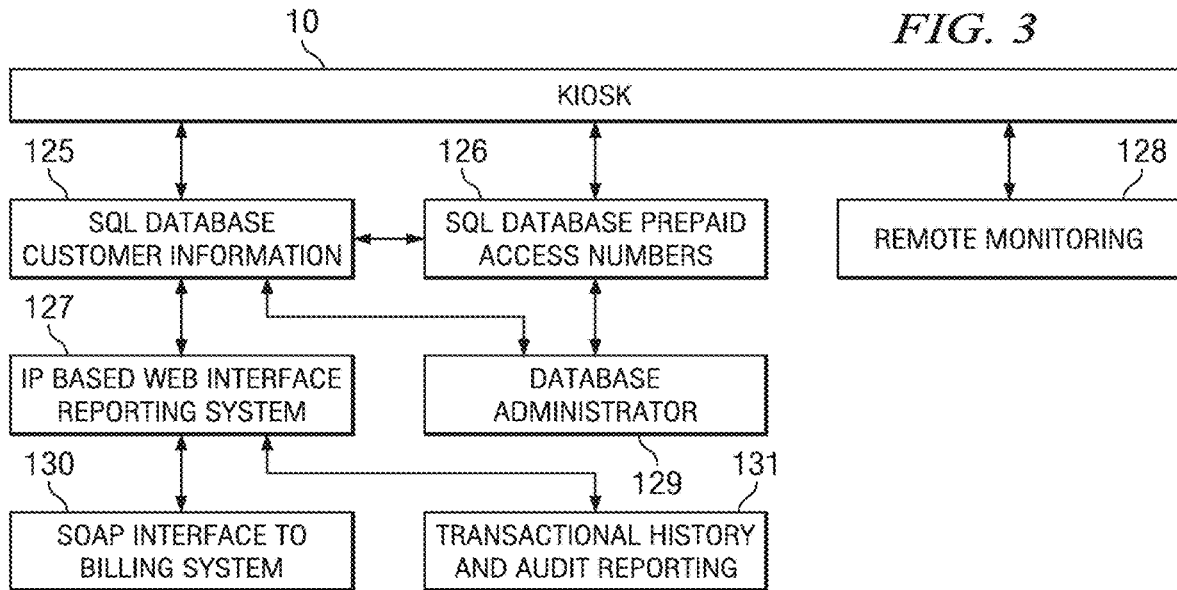 FIG. 3
10
KIOSK
125
126
128
SQL DATABASE
CUSTOMER INFORMATION
SQL DATABASE PREPAID
ACCESS NUMBERS
REMOTE MONITORING
127
IP BASED WEB INTERFACE
REPORTING SYSTEM
DATABASE
ADMINISTRATOR
130
129
131
SOAP INTERFACE TO
BILLING SYSTEM
TRANSACTIONAL HISTORY
AND AUDIT REPORTING